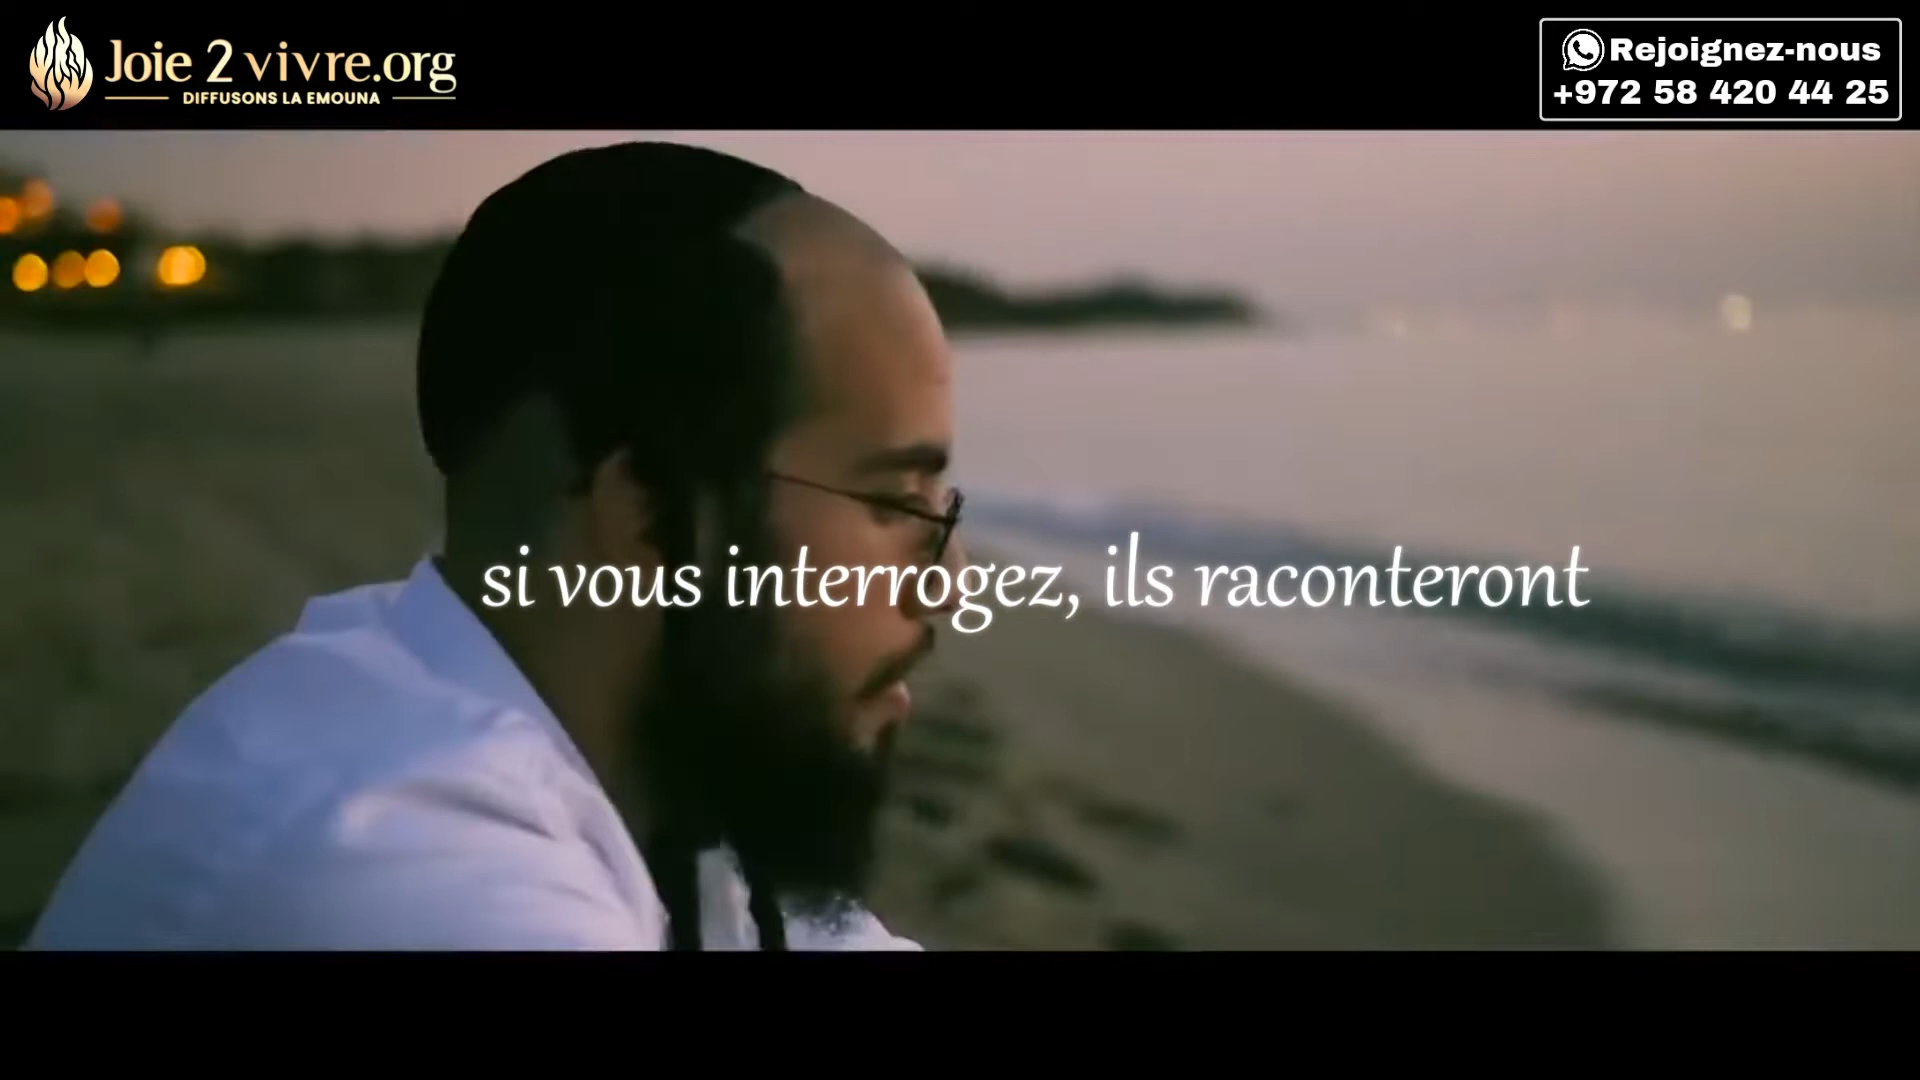 Joie 2 vivre.org
DIFFUSONS LA EMOUNA
Rejoignez-nous
+972 58 420 44 25
si vous interrogez, ils raconteront